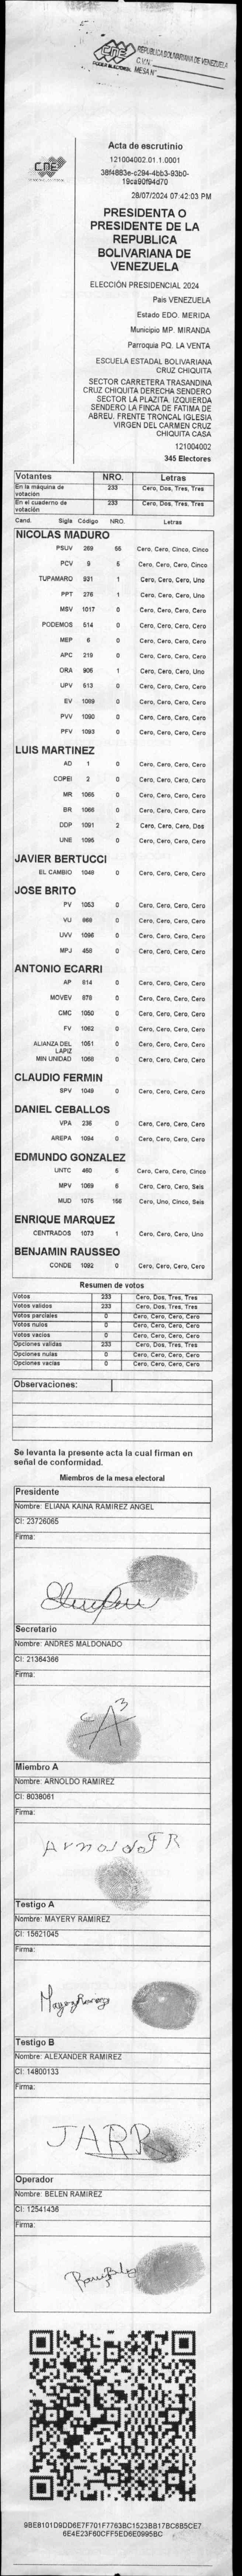 CNE
PODER ELECTORAL
REPUBLICA BOLIVARIANA DE VENEZUELA
C.V.N.
MESA Nº
CNE
Acta de escrutinio
121004002.01.1.0001
38f4863e-c294-4bb3-93b0-
19ca90f94d70
28/07/2024 07:42:03 PM
PRESIDENTA O
PRESIDENTE DE LA
REPUBLICA
BOLIVARIANA DE
VENEZUELA
ELECCIÓN PRESIDENCIAL 2024
Pais VENEZUELA
Estado EDO. MERIDA
Municipio MP. MIRANDA
Parroquia PQ. LA VENTA
ESCUELA ESTADAL BOLIVARIANA
CRUZ CHIQUITA
SECTOR CARRETERA TRASANDINA
CRUZ CHIQUITA DERECHA SENDERO
SECTOR LA PLAZITA. IZQUIERDA
SENDERO LA FINCA DE FATIMA DE
ABREU. FRENTE TRONCAL IGLESIA
VIRGEN DEL CARMEN CRUZ
CHIQUITA CASA
121004002
345 Electores
Votantes NRO. Letras
En la máquina de votación 233 Cero, Dos, Tres, Tres
En el cuaderno de votación 233 Cero, Dos, Tres, Tres
Cand. Sigla Código NRO. Letras
NICOLAS MADURO
PSUV 269 55 Cero, Cero, Cinco, Cinco
PCV 9 5 Cero, Cero, Cero, Cinco
TUPAMARO 931 1 Cero, Cero, Cero, Uno
PPT 276 1 Cero, Cero, Cero, Uno
MSV 1017 0 Cero, Cero, Cero, Cero
PODEMOS 514 0 Cero, Cero, Cero, Cero
MEP 6 0 Cero, Cero, Cero, Cero
APC 219 0 Cero, Cero, Cero, Cero
ORA 906 1 Cero, Cero, Cero, Uno
UPV 613 0 Cero, Cero, Cero, Cero
EV 1089 0 Cero, Cero, Cero, Cero
PVV 1090 0 Cero, Cero, Cero, Cero
PFV 1093 0 Cero, Cero, Cero, Cero
LUIS MARTINEZ
AD 1 0 Cero, Cero, Cero, Cero
COPEI 2 0 Cero, Cero, Cero, Cero
MR 1065 0 Cero, Cero, Cero, Cero
BR 1066 0 Cero, Cero, Cero, Cero
DDP 1091 2 Cero, Cero, Cero, Dos
UNE 1095 0 Cero, Cero, Cero, Cero
JAVIER BERTUCCI
EL CAMBIO 1048 0 Cero, Cero, Cero, Cero
JOSE BRITO
PV 1053 0 Cero, Cero, Cero, Cero
VU 868 0 Cero, Cero, Cero, Cero
UVV 1096 0 Cero, Cero, Cero, Cero
MPJ 458 0 Cero, Cero, Cero, Cero
ANTONIO ECARRI
AP 814 0 Cero, Cero, Cero, Cero
MOVEV 878 0 Cero, Cero, Cero, Cero
CMC 1050 0 Cero, Cero, Cero, Cero
FV 1062 0 Cero, Cero, Cero, Cero
ALIANZA DEL LAPIZ 1051 0 Cero, Cero, Cero, Cero
MIN UNIDAD 1068 0 Cero, Cero, Cero, Cero
CLAUDIO FERMIN
SPV 1049 0 Cero, Cero, Cero, Cero
DANIEL CEBALLOS
VPA 236 0 Cero, Cero, Cero, Cero
AREPA 1094 0 Cero, Cero, Cero, Cero
EDMUNDO GONZALEZ
UNTC 460 5 Cero, Cero, Cero, Cinco
MPV 1069 6 Cero, Cero, Cero, Seis
MUD 1075 156 Cero, Uno, Cinco, Seis
ENRIQUE MARQUEZ
CENTRADOS 1073 1 Cero, Cero, Cero, Uno
BENJAMIN RAUSSEO
CONDE 1092 0 Cero, Cero, Cero, Cero
Resumen de votos
Votos 233 Cero, Dos, Tres, Tres
Votos validos 233 Cero, Dos, Tres, Tres
Votos parciales 0 Cero, Cero, Cero, Cero
Votos nulos 0 Cero, Cero, Cero, Cero
Votos vacios 0 Cero, Cero, Cero, Cero
Opciones validas 233 Cero, Dos, Tres, Tres
Opciones nulas 0 Cero, Cero, Cero, Cero
Opciones vacias 0 Cero, Cero, Cero, Cero
Observaciones:
Se levanta la presente acta la cual firman en
señal de conformidad.
Miembros de la mesa electoral
Presidente
Nombre: ELIANA KAINA RAMIREZ ANGEL
CI: 23726065
Firma:
Secretario
Nombre: ANDRES MALDONADO
CI: 21364366
Firma:
Miembro A
Nombre: ARNOLDO RAMIREZ
CI: 8038061
Firma:
Arnoldo J R
Testigo A
Nombre: MAYERY RAMIREZ
CI: 15621045
Firma:
Mayery Ramirez
Testigo B
Nombre: ALEXANDER RAMIREZ
CI: 14800133
Firma:
JARR
Operador
Nombre: BELEN RAMIREZ
CI: 12541436
Firma:
9BE8101D9DD6E7F701F7763BC1523BB17BC6B5CE7
6E4E23F60CFF5ED6E0995BC